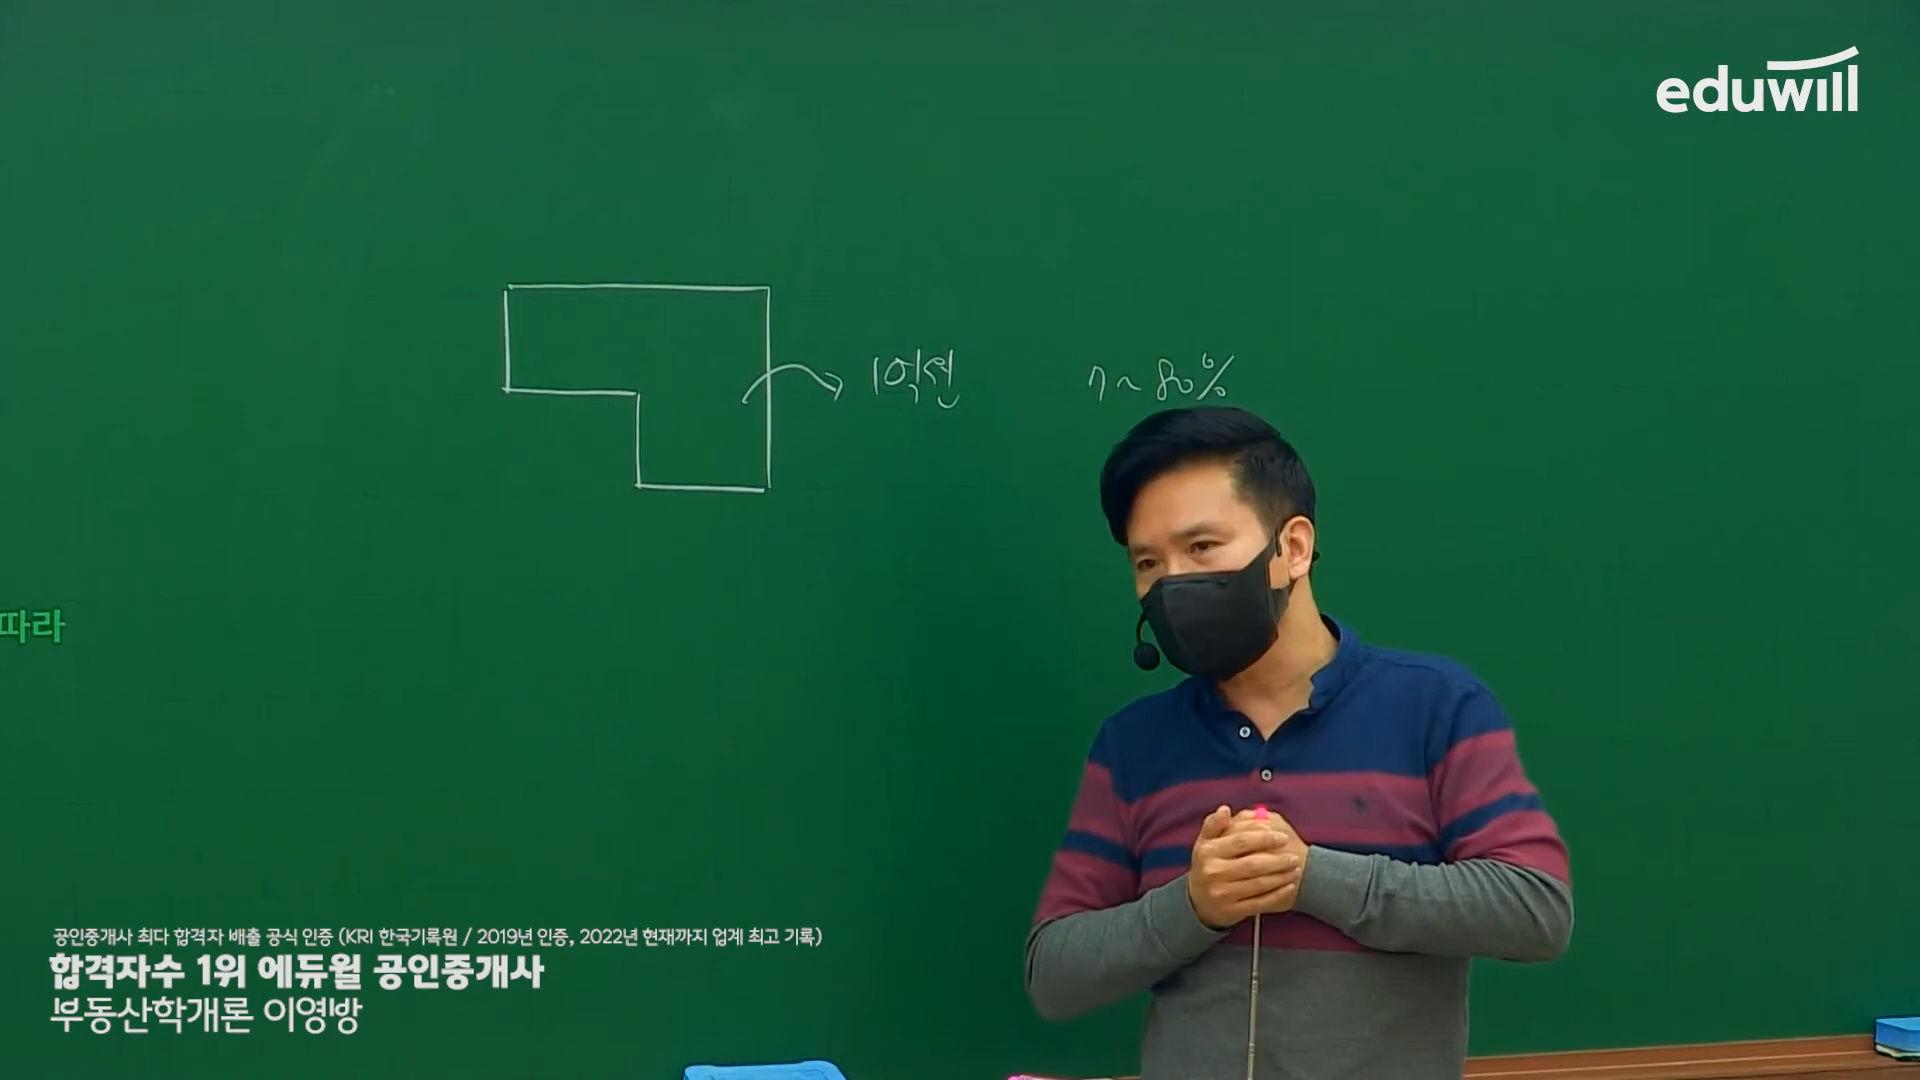 eduwill
1억원
7~80%
따라
공인중개사 최다 합격자 배출 공식 인증 (KRI 한국기록원 / 2019년 인증, 2022년 현재까지 업계 최고 기록)
합격자수 1위 에듀윌 공인중개사
부동산학개론 이영방